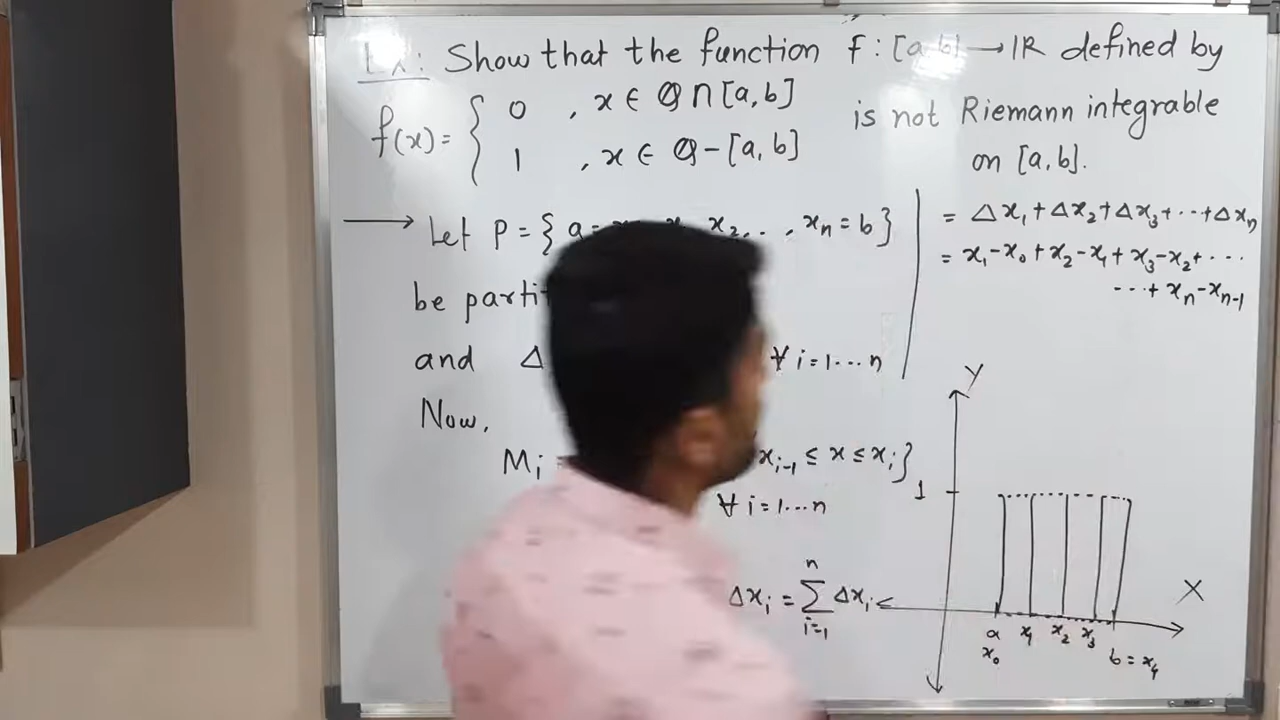 Ex: Show that the function f : [a, b] → IR defined by
f(x) = { 0 , x ∈ Q ∩ [a, b]
1 , x ∈ Q - [a, b]
is not Riemann integrable
on [a, b].
→ Let P = { a = x₂, . . , xₙ = b }
be
and Δ ∀ i = 1 ... n
Now,
Mᵢ xᵢ₋₁ ≤ x ≤ xᵢ }
∀ i = 1 ... n
Δxᵢ = n Σ i=1 Δxᵢ
= Δx₁ + Δx₂ + Δx₃ + ... + Δxₙ
= x₁ - x₀ + x₂ - x₁ + x₃ - x₂ + ...
... + xₙ - xₙ₋₁
Y
1
X
a x₁ x₂ x₃
x₀ b = x₄